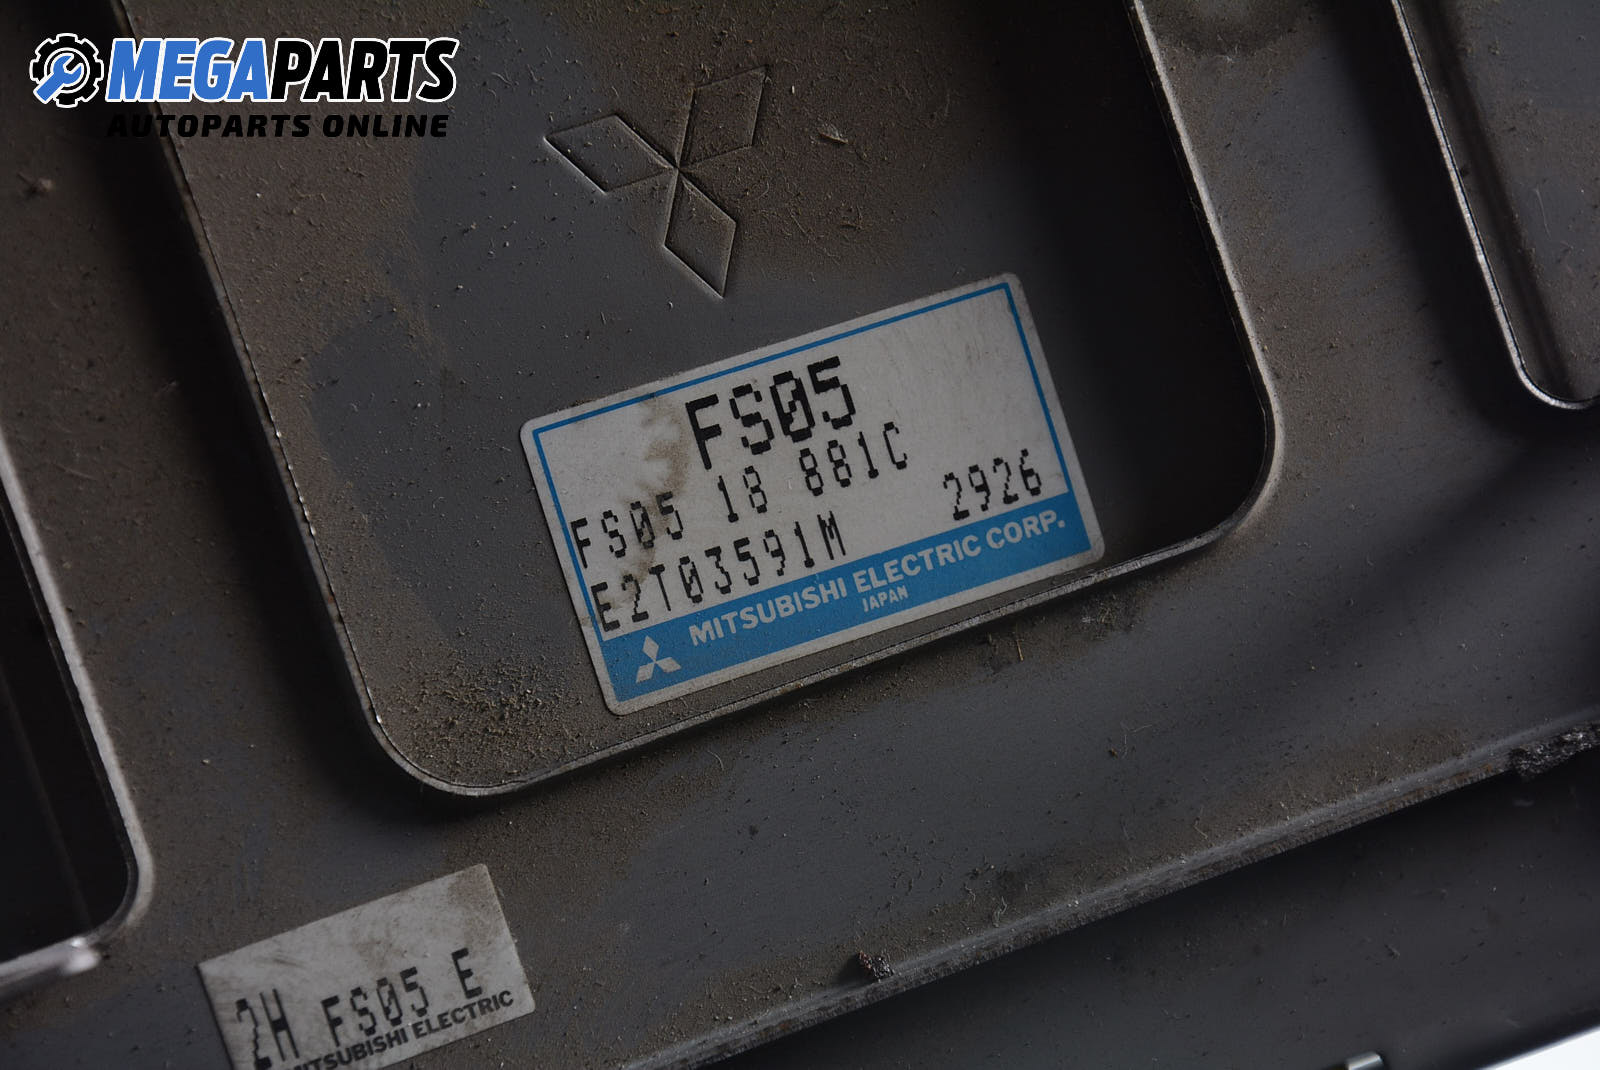 MEGAPARTS
AUTOPARTS ONLINE
FS05
FS05 18 881C
E2T03591M 2926
MITSUBISHI ELECTRIC CORP.
JAPAN
2H FS05 E
MITSUBISHI ELECTRIC